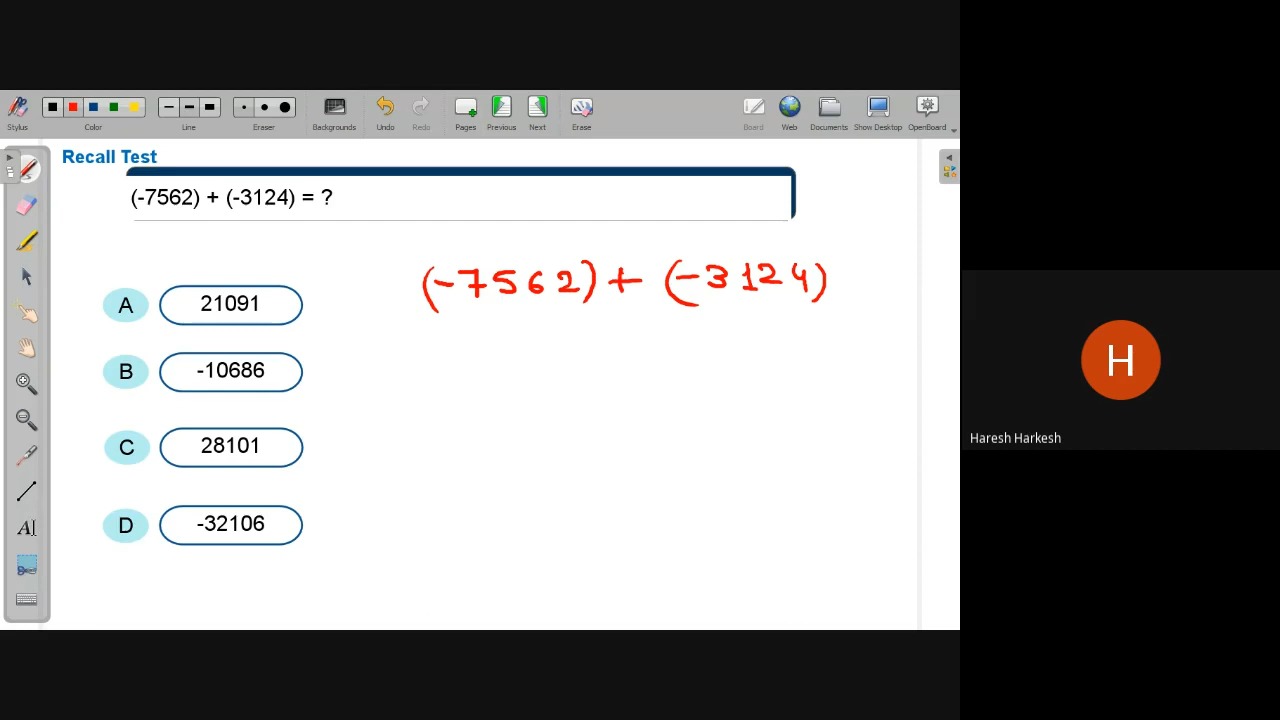 Stylus
Color
Line
Eraser
Backgrounds
Undo
Redo
Pages
Previous
Next
Erase
Board
Web
Documents
Show Desktop
OpenBoard
Recall Test
(-7562) + (-3124) = ?
(-7562) + (-3124)
A 21091
B -10686
C 28101
D -32106
AI
H
Haresh Harkesh